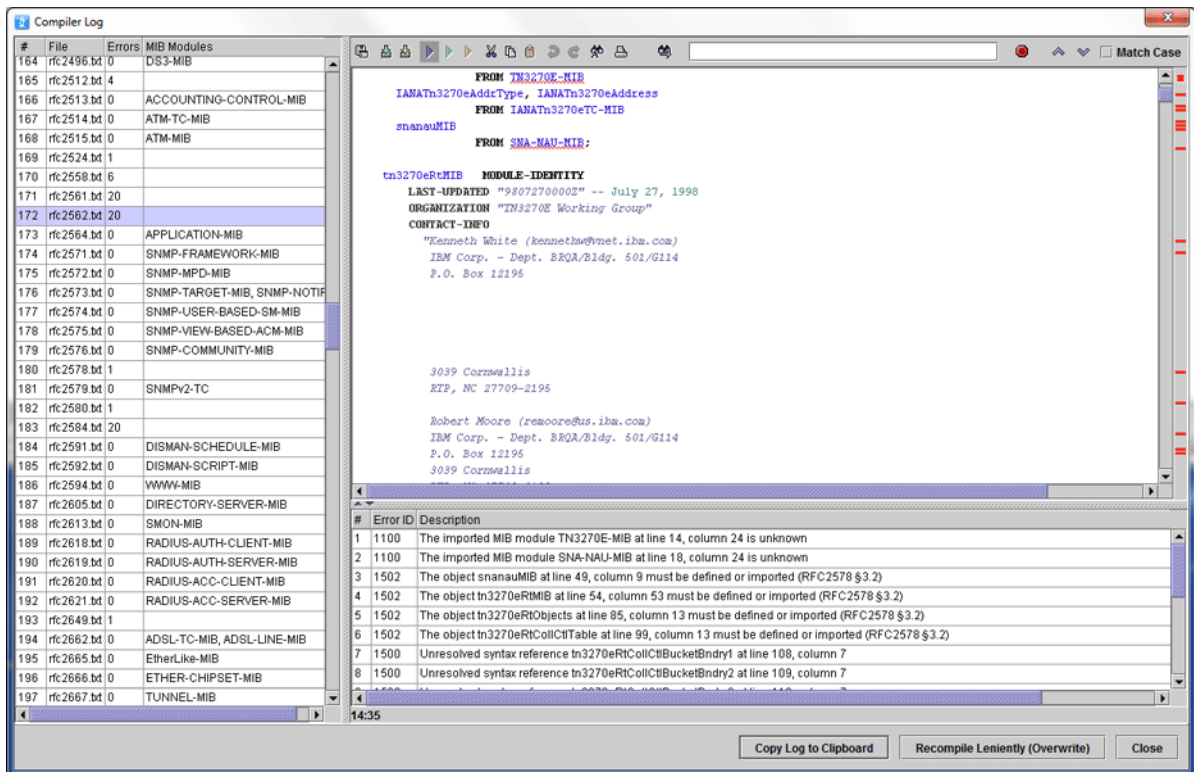 Compiler Log
# File Errors MIB Modules
164 rfc2496.txt 0 DS3-MIB
165 rfc2512.txt 4
166 rfc2513.txt 0 ACCOUNTING-CONTROL-MIB
167 rfc2514.txt 0 ATM-TC-MIB
168 rfc2515.txt 0 ATM-MIB
169 rfc2524.txt 1
170 rfc2558.txt 6
171 rfc2561.txt 20
172 rfc2562.txt 20
173 rfc2564.txt 0 APPLICATION-MIB
174 rfc2571.txt 0 SNMP-FRAMEWORK-MIB
175 rfc2572.txt 0 SNMP-MPD-MIB
176 rfc2573.txt 0 SNMP-TARGET-MIB, SNMP-NOTIF
177 rfc2574.txt 0 SNMP-USER-BASED-SM-MIB
178 rfc2575.txt 0 SNMP-VIEW-BASED-ACM-MIB
179 rfc2576.txt 0 SNMP-COMMUNITY-MIB
180 rfc2578.txt 1
181 rfc2579.txt 0 SNMPv2-TC
182 rfc2580.txt 1
183 rfc2584.txt 20
184 rfc2591.txt 0 DISMAN-SCHEDULE-MIB
185 rfc2592.txt 0 DISMAN-SCRIPT-MIB
186 rfc2594.txt 0 WWW-MIB
187 rfc2605.txt 0 DIRECTORY-SERVER-MIB
188 rfc2613.txt 0 SMON-MIB
189 rfc2618.txt 0 RADIUS-AUTH-CLIENT-MIB
190 rfc2619.txt 0 RADIUS-AUTH-SERVER-MIB
191 rfc2620.txt 0 RADIUS-ACC-CLIENT-MIB
192 rfc2621.txt 0 RADIUS-ACC-SERVER-MIB
193 rfc2649.txt 1
194 rfc2662.txt 0 ADSL-TC-MIB, ADSL-LINE-MIB
195 rfc2665.txt 0 EtherLike-MIB
196 rfc2666.txt 0 ETHER-CHIPSET-MIB
197 rfc2667.txt 0 TUNNEL-MIB
Match Case
FROM TN3270E-MIB
IANATn3270eAddrType, IANATn3270eAddress
FROM IANATn3270eTC-MIB
snanauMIB
FROM SNA-NAU-MIB;
tn3270eRtMIB MODULE-IDENTITY
LAST-UPDATED "9807270000Z" -- July 27, 1998
ORGANIZATION "TN3270E Working Group"
CONTACT-INFO
"Kenneth White (kennethw@vnet.ibm.com)
IBM Corp. - Dept. BRQA/Bldg. 501/G114
P.O. Box 12195
3039 Cornwallis
RTP, NC 27709-2195
Robert Moore (remoore@us.ibm.com)
IBM Corp. - Dept. BRQA/Bldg. 501/G114
P.O. Box 12195
3039 Cornwallis
# Error ID Description
1 1100 The imported MIB module TN3270E-MIB at line 14, column 24 is unknown
2 1100 The imported MIB module SNA-NAU-MIB at line 18, column 24 is unknown
3 1502 The object snanauMIB at line 49, column 9 must be defined or imported (RFC2578 §3.2)
4 1502 The object tn3270eRtMIB at line 54, column 53 must be defined or imported (RFC2578 §3.2)
5 1502 The object tn3270eRtObjects at line 85, column 13 must be defined or imported (RFC2578 §3.2)
6 1502 The object tn3270eRtCollCtlTable at line 99, column 13 must be defined or imported (RFC2578 §3.2)
7 1500 Unresolved syntax reference tn3270eRtCollCtlBucketBndry1 at line 108, column 7
8 1500 Unresolved syntax reference tn3270eRtCollCtlBucketBndry2 at line 109, column 7
14:35
Copy Log to Clipboard
Recompile Leniently (Overwrite)
Close